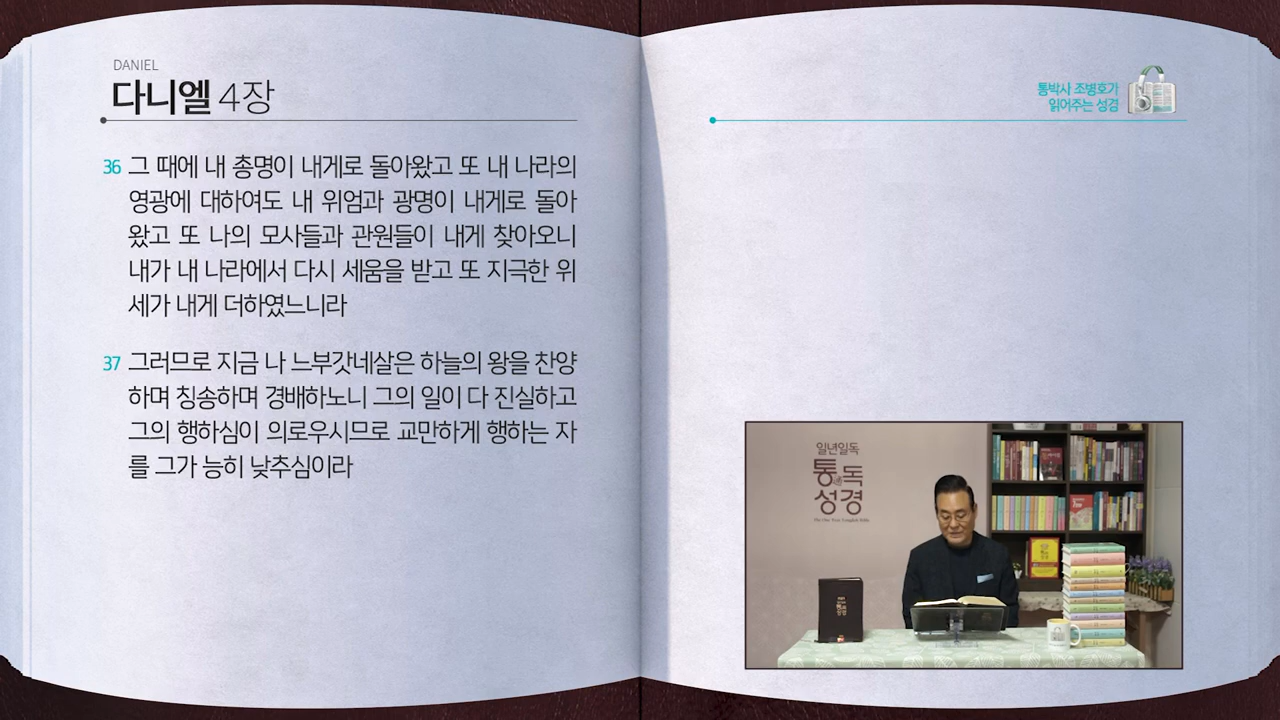 DANIEL
다니엘 4장
36 그 때에 내 총명이 내게로 돌아왔고 또 내 나라의
영광에 대하여도 내 위엄과 광명이 내게로 돌아
왔고 또 나의 모사들과 관원들이 내게 찾아오니
내가 내 나라에서 다시 세움을 받고 또 지극한 위
세가 내게 더하였느니라
37 그러므로 지금 나 느부갓네살은 하늘의 왕을 찬양
하며 칭송하며 경배하노니 그의 일이 다 진실하고
그의 행하심이 의로우시므로 교만하게 행하는 자
를 그가 능히 낮추심이라
통박사 조병호가
읽어주는 성경
일년일독
통독
성경